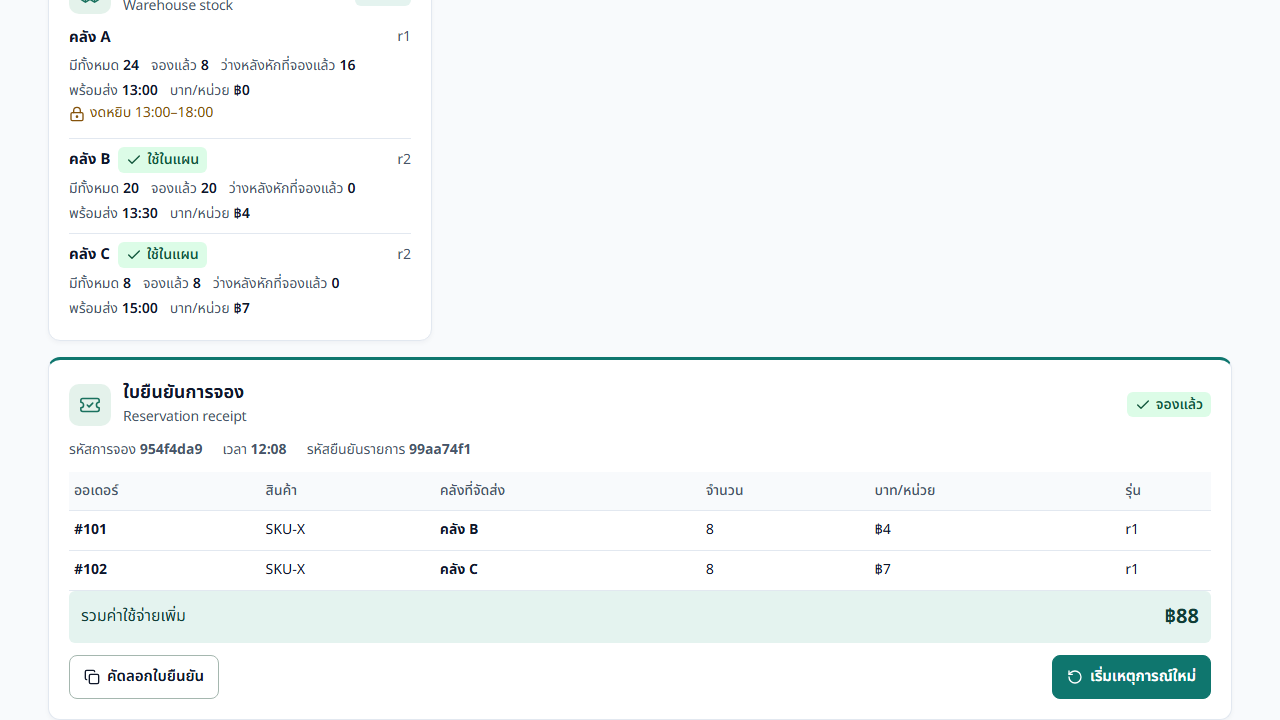 Warehouse stock
คลัง A r1
มีทั้งหมด 24 จองแล้ว 8 ว่างหลังหักที่จองแล้ว 16
พร้อมส่ง 13:00 บาท/หน่วย ฿0
งดหยิบ 13:00–18:00
คลัง B ใช้ในแผน r2
มีทั้งหมด 20 จองแล้ว 20 ว่างหลังหักที่จองแล้ว 0
พร้อมส่ง 13:30 บาท/หน่วย ฿4
คลัง C ใช้ในแผน r2
มีทั้งหมด 8 จองแล้ว 8 ว่างหลังหักที่จองแล้ว 0
พร้อมส่ง 15:00 บาท/หน่วย ฿7
ใบยืนยันการจอง
Reservation receipt
จองแล้ว
รหัสการจอง 954f4da9 เวลา 12:08 รหัสยืนยันรายการ 99aa74f1
ออเดอร์ สินค้า คลังที่จัดส่ง จำนวน บาท/หน่วย รุ่น
#101 SKU-X คลัง B 8 ฿4 r1
#102 SKU-X คลัง C 8 ฿7 r1
รวมค่าใช้จ่ายเพิ่ม ฿88
คัดลอกใบยืนยัน เริ่มเหตุการณ์ใหม่